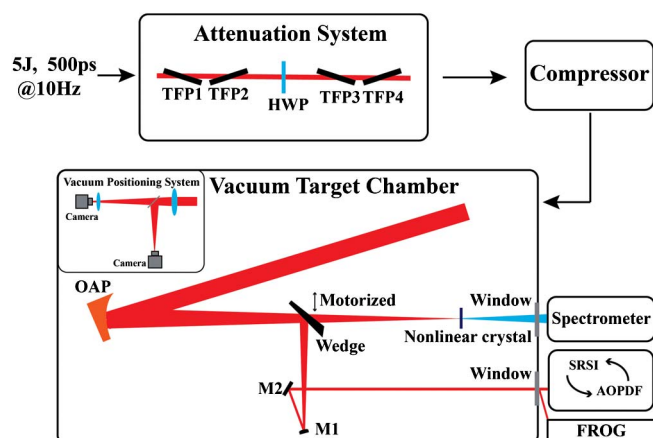 Attenuation System
5J, 500ps
@10Hz
TFP1 TFP2
HWP
TFP3 TFP4
Compressor
Vacuum Target Chamber
Vacuum Positioning System
Camera
Camera
OAP
Motorized
Wedge
Window
Nonlinear crystal
Spectrometer
Window
SRSI
AOPDF
M2
M1
FROG